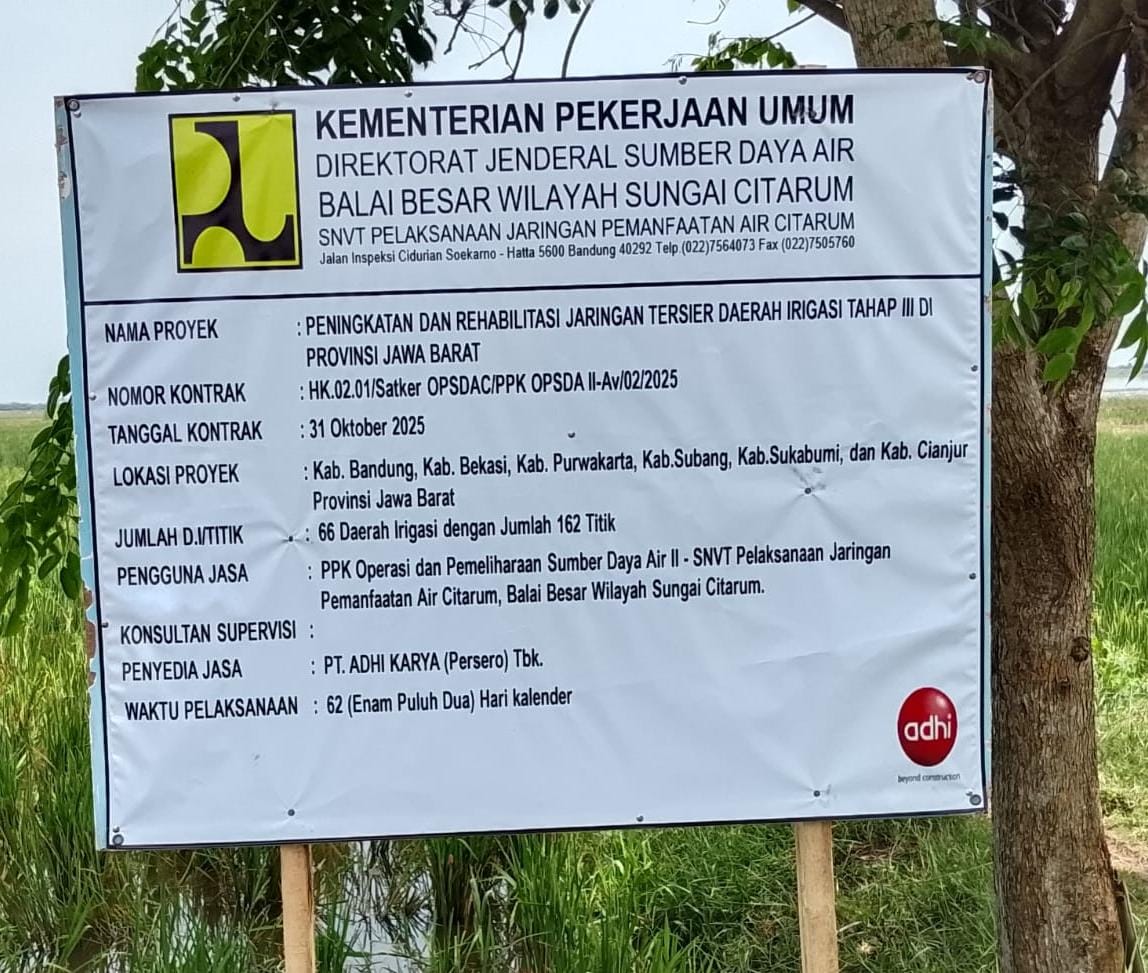 KEMENTERIAN PEKERJAAN UMUM
DIREKTORAT JENDERAL SUMBER DAYA AIR
BALAI BESAR WILAYAH SUNGAI CITARUM
SNVT PELAKSANAAN JARINGAN PEMANFAATAN AIR CITARUM
Jalan Inspeksi Cidurian Soekarno - Hatta 5600 Bandung 40292 Telp.(022)7564073 Fax (022)7505760
NAMA PROYEK : PENINGKATAN DAN REHABILITASI JARINGAN TERSIER DAERAH IRIGASI TAHAP III DI
PROVINSI JAWA BARAT
NOMOR KONTRAK : HK.02.01/Satker OPSDAC/PPK OPSDA II-Av/02/2025
TANGGAL KONTRAK : 31 Oktober 2025
LOKASI PROYEK : Kab. Bandung, Kab. Bekasi, Kab. Purwakarta, Kab.Subang, Kab.Sukabumi, dan Kab. Cianjur
Provinsi Jawa Barat
JUMLAH D.I/TITIK : 66 Daerah Irigasi dengan Jumlah 162 Titik
PENGGUNA JASA : PPK Operasi dan Pemeliharaan Sumber Daya Air II - SNVT Pelaksanaan Jaringan
Pemanfaatan Air Citarum, Balai Besar Wilayah Sungai Citarum.
KONSULTAN SUPERVISI :
PENYEDIA JASA : PT. ADHI KARYA (Persero) Tbk.
WAKTU PELAKSANAAN : 62 (Enam Puluh Dua) Hari kalender
adhi
beyond construction